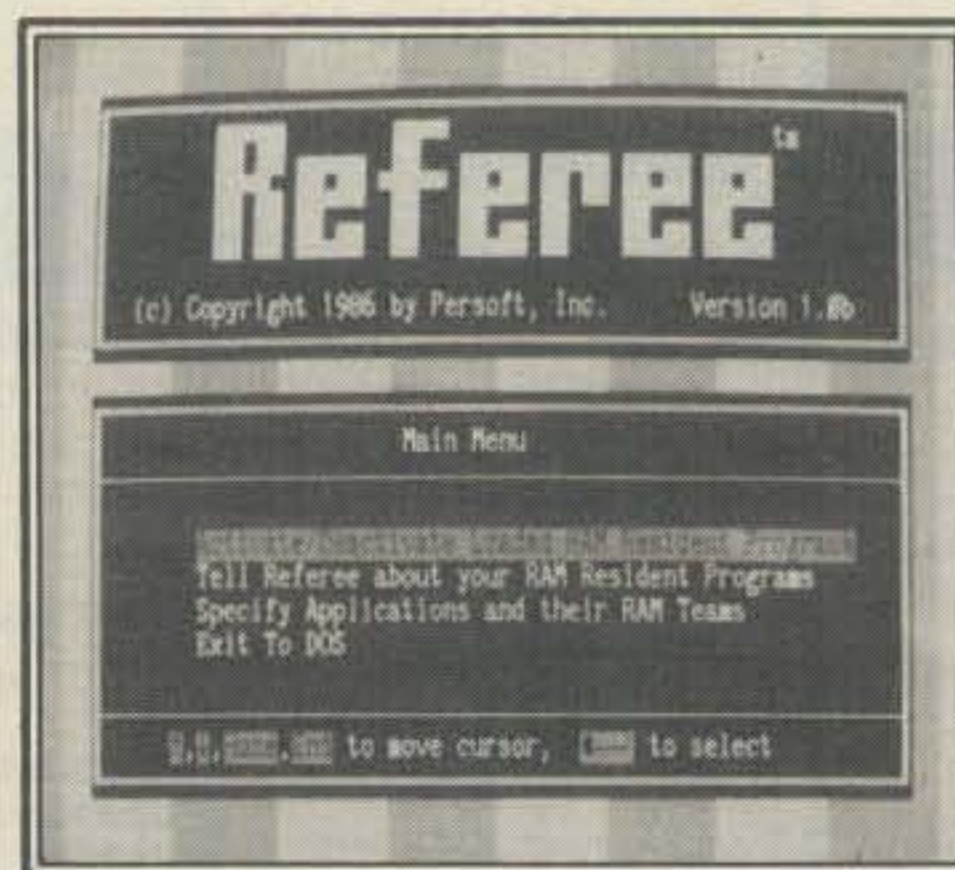 Referee tm
(c) Copyright 1986 by Persoft, Inc. Version 1.0b
Main Menu
Tell Referee about your RAM Resident Programs
Specify Applications and their RAM Teams
Exit To DOS
to move cursor, to select